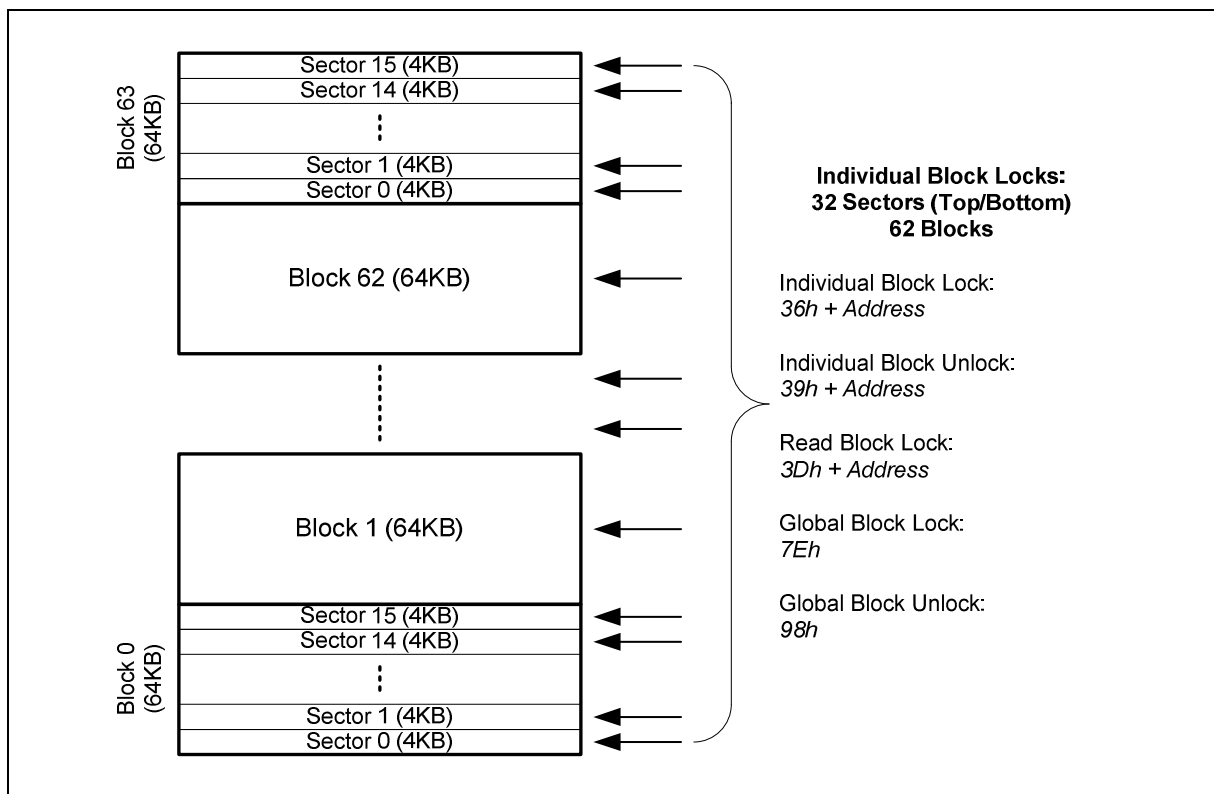 Block 63
(64KB)
Sector 15 (4KB)
Sector 14 (4KB)
Sector 1 (4KB)
Sector 0 (4KB)
Block 62 (64KB)
Block 1 (64KB)
Block 0
(64KB)
Sector 15 (4KB)
Sector 14 (4KB)
Sector 1 (4KB)
Sector 0 (4KB)
Individual Block Locks:
32 Sectors (Top/Bottom)
62 Blocks
Individual Block Lock:
36h + Address
Individual Block Unlock:
39h + Address
Read Block Lock:
3Dh + Address
Global Block Lock:
7Eh
Global Block Unlock:
98h